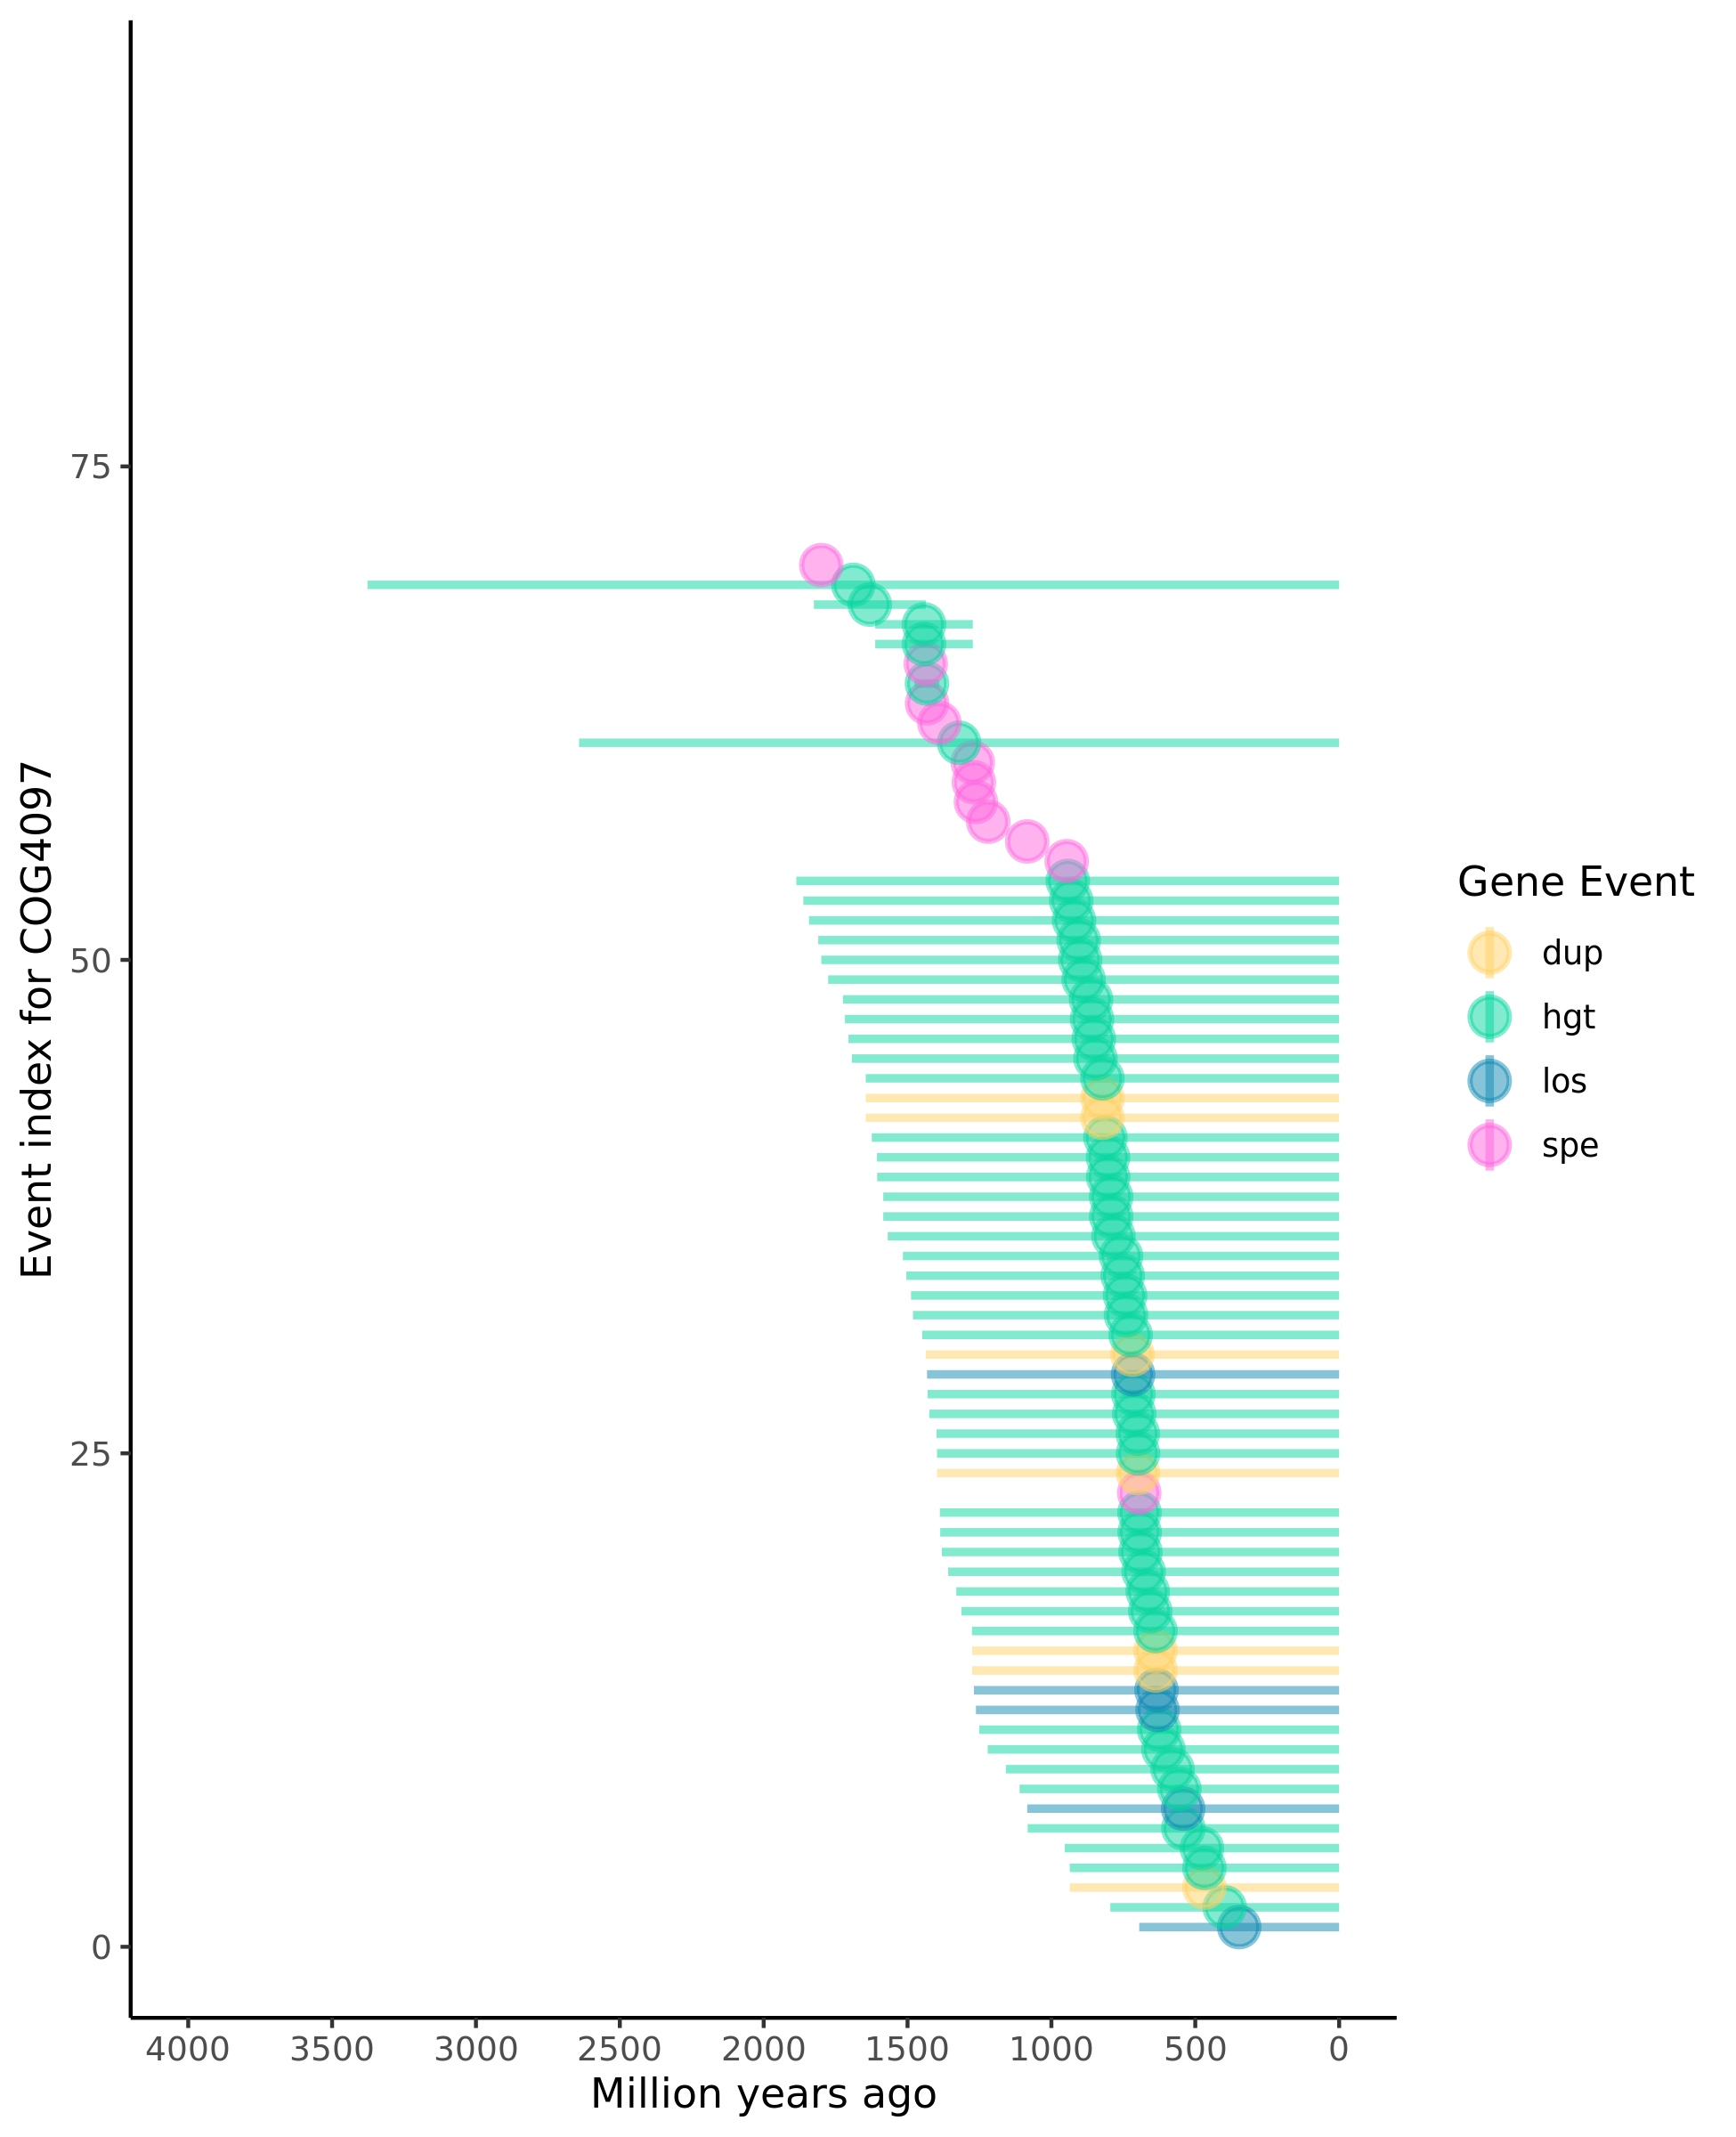 Event index for COG4097
75
50
25
0
4000 3500 3000 2500 2000 1500 1000 500 0
Million years ago
Gene Event
dup
hgt
los
spe